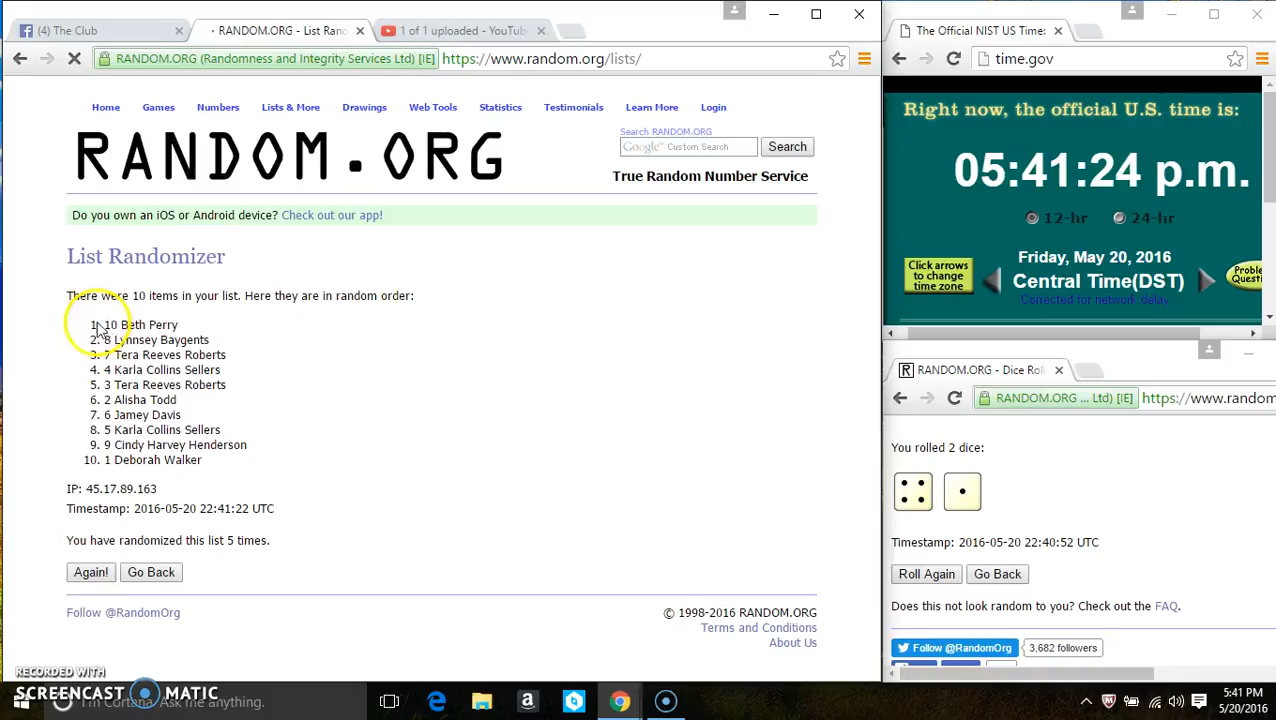 (4) The Club
RANDOM.ORG - List Ran
1 of 1 uploaded - YouTub
RANDOM.ORG (Randomness and Integrity Services Ltd) [IE]
https://www.random.org/lists/
Home Games Numbers Lists & More Drawings Web Tools Statistics Testimonials Learn More Login
RANDOM.ORG
Search RANDOM.ORG
Google™ Custom Search
Search
True Random Number Service
Do you own an iOS or Android device? Check out our app!
List Randomizer
There were 10 items in your list. Here they are in random order:
1. 10 Beth Perry
2. 8 Lynnsey Baygents
3. 7 Tera Reeves Roberts
4. 4 Karla Collins Sellers
5. 3 Tera Reeves Roberts
6. 2 Alisha Todd
7. 6 Jamey Davis
8. 5 Karla Collins Sellers
9. 9 Cindy Harvey Henderson
10. 1 Deborah Walker
IP: 45.17.89.163
Timestamp: 2016-05-20 22:41:22 UTC
You have randomized this list 5 times.
Again! Go Back
Follow @RandomOrg
© 1998-2016 RANDOM.ORG
Terms and Conditions
About Us
The Official NIST US Time:
time.gov
Right now, the official U.S. time is:
05:41:24 p.m.
12-hr 24-hr
Click arrows
to change
time zone
Friday, May 20, 2016
Central Time(DST)
Corrected for network delay
Proble
Questio
RANDOM.ORG - Dice Roll
RANDOM.ORG ... Ltd) [IE]
https://www.random
You rolled 2 dice:
Timestamp: 2016-05-20 22:40:52 UTC
Roll Again Go Back
Does this not look random to you? Check out the FAQ.
Follow @RandomOrg
3,682 followers
RECORDED WITH
SCREENCAST MATIC
I'm Cortana. Ask me anything.
5:41 PM
5/20/2016